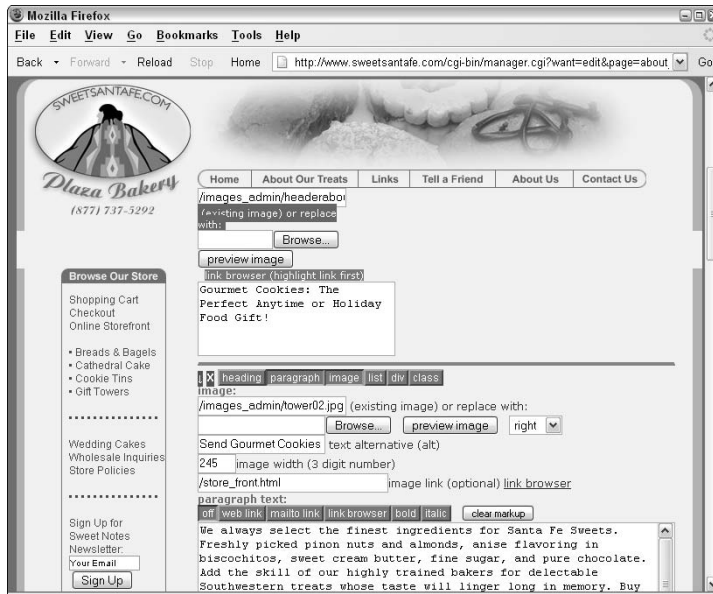 Mozilla Firefox
File Edit View Go Bookmarks Tools Help
Back Forward Reload Stop Home http://www.sweetsantafe.com/cgi-bin/manager.cgi?want=edit&page=about_ Go
SWEETSANTAFE.COM
Plaza Bakery
(877) 737-5292
Home About Our Treats Links Tell a Friend About Us Contact Us
/images_admin/headerabou
(existing image) or replace
with:
Browse...
preview image
link browser (highlight link first)
Gourmet Cookies: The
Perfect Anytime or Holiday
Food Gift!
Browse Our Store
Shopping Cart
Checkout
Online Storefront
• Breads & Bagels
• Cathedral Cake
• Cookie Tins
• Gift Towers
Wedding Cakes
Wholesale Inquiries
Store Policies
Sign Up for
Sweet Notes
Newsletter:
Your Email
Sign Up
X heading paragraph image list div class
image:
/images_admin/tower02.jpg (existing image) or replace with:
Browse... preview image right
Send Gourmet Cookies text alternative (alt)
245 image width (3 digit number)
/store_front.html image link (optional) link browser
paragraph text:
off web link mailto link link browser bold italic clear markup
We always select the finest ingredients for Santa Fe Sweets.
Freshly picked pinon nuts and almonds, anise flavoring in
biscochitos, sweet cream butter, fine sugar, and pure chocolate.
Add the skill of our highly trained bakers for delectable
Southwestern treats whose taste will linger long in memory. Buy